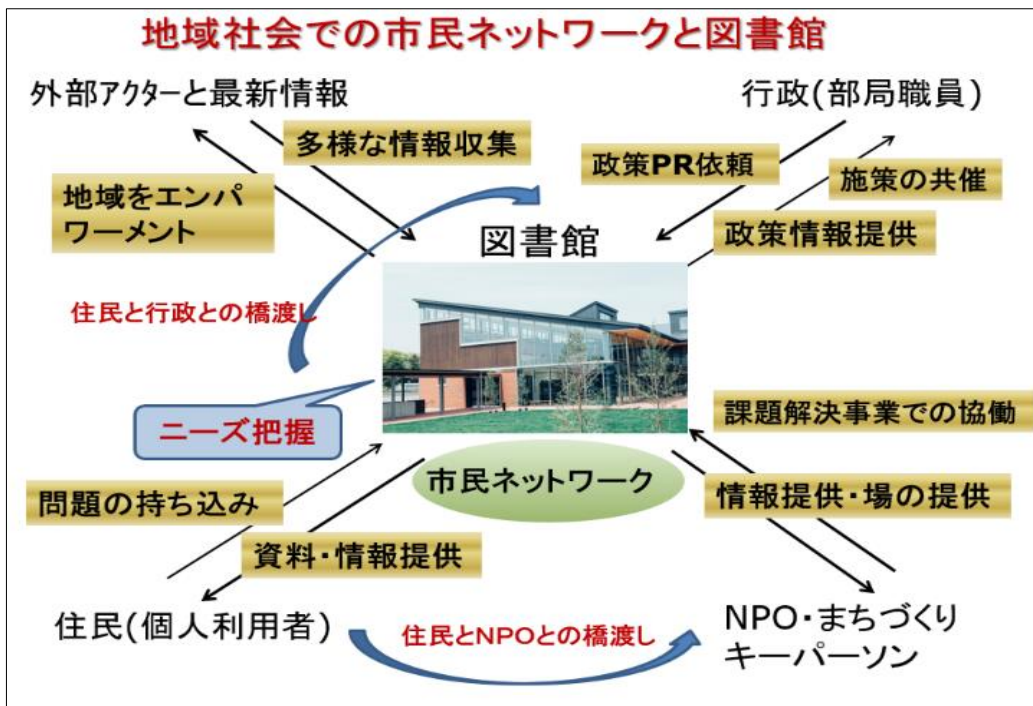 地域社会での市民ネットワークと図書館
外部アクターと最新情報
行政(部局職員)
多様な情報収集
政策PR依頼
施策の共催
地域をエンパ
ワーメント
政策情報提供
図書館
住民と行政との橋渡し
ニーズ把握
課題解決事業での協働
市民ネットワーク
情報提供・場の提供
問題の持ち込み
資料・情報提供
住民(個人利用者)
住民とNPOとの橋渡し
NPO・まちづくり
キーパーソン